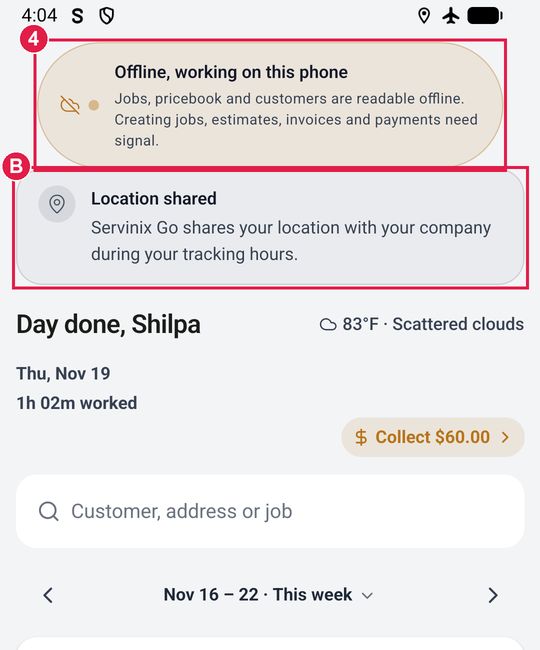 4:04 S
4
Offline, working on this phone
Jobs, pricebook and customers are readable offline.
Creating jobs, estimates, invoices and payments need
signal.
B
Location shared
Servinix Go shares your location with your company
during your tracking hours.
Day done, Shilpa
83°F · Scattered clouds
Thu, Nov 19
1h 02m worked
$ Collect $60.00
Customer, address or job
Nov 16 – 22 · This week